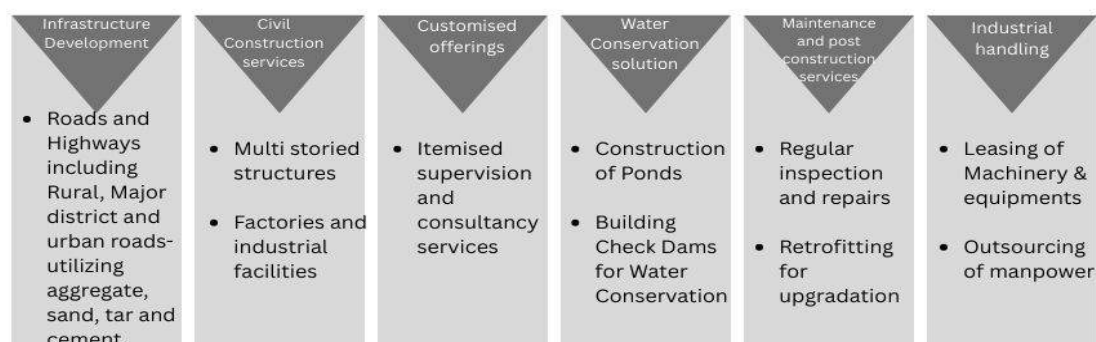 Infrastructure
Development
Civil
Construction
services
Customised
offerings
Water
Conservation
solution
Maintenance
and post
construction
services
Industrial
handling
• Roads and
Highways
including
Rural, Major
district and
urban roads-
utilizing
aggregate,
sand, tar and
cement
• Multi storied
structures
• Factories and
industrial
facilities
• Itemised
supervision
and
consultancy
services
• Construction
of Ponds
• Building
Check Dams
for Water
Conservation
• Regular
inspection
and repairs
• Retrofitting
for
upgradation
• Leasing of
Machinery &
equipments
• Outsourcing
of manpower